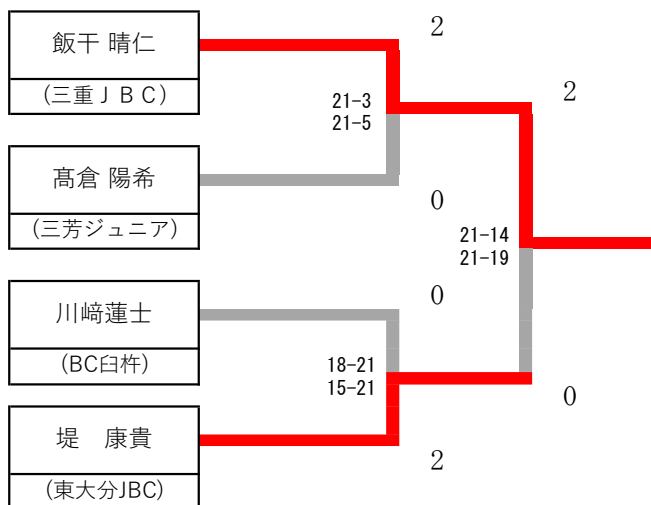 飯干 晴仁
(三重ＪＢＣ)
2
21-3
21-5
2
髙倉 陽希
(三芳ジュニア)
0
21-14
21-19
川﨑蓮士
(BC臼杵)
0
18-21
15-21
0
堤　康貴
(東大分JBC)
2